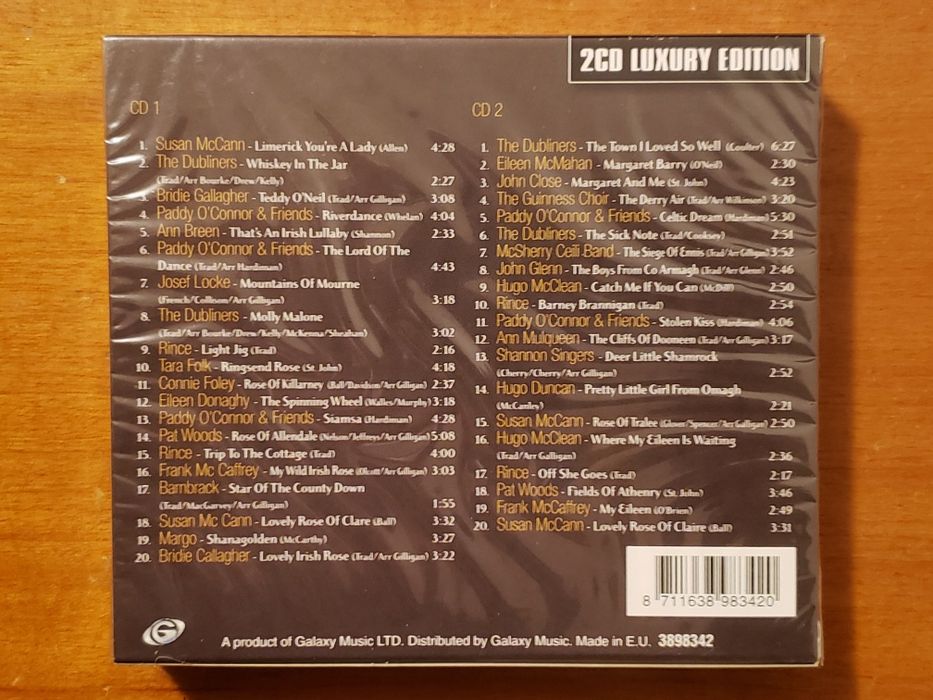 2CD LUXURY EDITION
CD 1
1. Susan McCann - Limerick You're A Lady (Allen) 4:28
2. The Dubliners - Whiskey In The Jar
(Trad/Arr Bourke/Drew/Kelly) 2:27
3. Bridie Gallagher - Teddy O'Neil (Trad/Arr Gilligan) 3:08
4. Paddy O'Connor & Friends - Riverdance (Whelan) 4:04
5. Ann Breen - That's An Irish Lullaby (Shannon) 2:33
6. Paddy O'Connor & Friends - The Lord Of The
Dance (Trad/Arr Hardiman) 4:43
7. Josef Locke - Mountains Of Mourne
(French/Collison/Arr Gilligan) 3:18
8. The Dubliners - Molly Malone
(Trad/Arr Bourke/Drew/Kelly/McKenna/Sheahan) 3:02
9. Rince - Light Jig (Trad) 2:16
10. Tara Folk - Ringsend Rose (St. John) 4:18
11. Connie Foley - Rose Of Killarney (Ball/Davidson/Arr Gilligan) 2:37
12. Eileen Donaghy - The Spinning Wheel (Walles/Murphy) 3:18
13. Paddy O'Connor & Friends - Siamsa (Hardiman) 4:28
14. Pat Woods - Rose Of Allendale (Nelson/Jeffreys/Arr Gilligan) 5:08
15. Rince - Trip To The Cottage (Trad) 4:00
16. Frank Mc Caffrey - My Wild Irish Rose (Olcott/Arr Gilligan) 3:03
17. Barnbrack - Star Of The County Down
(Trad/MacGarvey/Arr Gilligan) 1:55
18. Susan Mc Cann - Lovely Rose Of Clare (Ball) 3:32
19. Margo - Shanagolden (McCarthy) 3:27
20. Bridie Callagher - Lovely Irish Rose (Trad/Arr Gilligan) 3:22
CD 2
1. The Dubliners - The Town I Loved So Well (Coulter) 6:27
2. Eileen McMahan - Margaret Barry (O'Neil) 2:30
3. John Close - Margaret And Me (St. John) 4:23
4. The Guinness Choir - The Derry Air (Trad/Arr Wilkinson) 3:20
5. Paddy O'Connor & Friends - Celtic Dream (Hardiman) 5:30
6. The Dubliners - The Sick Note (Trad/Cooksey) 2:51
7. McSherry Ceili Band - The Siege Of Ennis (Trad/Arr Gilligan) 3:52
8. John Glenn - The Boys From Co Armagh (Trad/Arr Glenn) 2:46
9. Hugo McClean - Catch Me If You Can (McDill) 2:50
10. Rince - Barney Brannigan (Trad) 2:54
11. Paddy O'Connor & Friends - Stolen Kiss (Hardiman) 4:06
12. Ann Mulqueen - The Cliffs Of Dooneen (Trad/Arr Gilligan) 3:17
13. Shannon Singers - Deer Little Shamrock
(Cherry/Cherry/Arr Gilligan) 2:52
14. Hugo Duncan - Pretty Little Girl From Omagh
(McCauley) 2:21
15. Susan McCann - Rose Of Tralee (Glover/Spencer/Arr Gilligan) 2:50
16. Hugo McClean - Where My Eileen Is Waiting
(Trad/Arr Gilligan) 2:36
17. Rince - Off She Goes (Trad) 2:17
18. Pat Woods - Fields Of Athenry (St. John) 3:46
19. Frank McCaffrey - My Eileen (O'Brien) 2:49
20. Susan McCann - Lovely Rose Of Claire (Ball) 3:31
8 711638 983420
G
A product of Galaxy Music LTD. Distributed by Galaxy Music. Made in E.U. 3898342